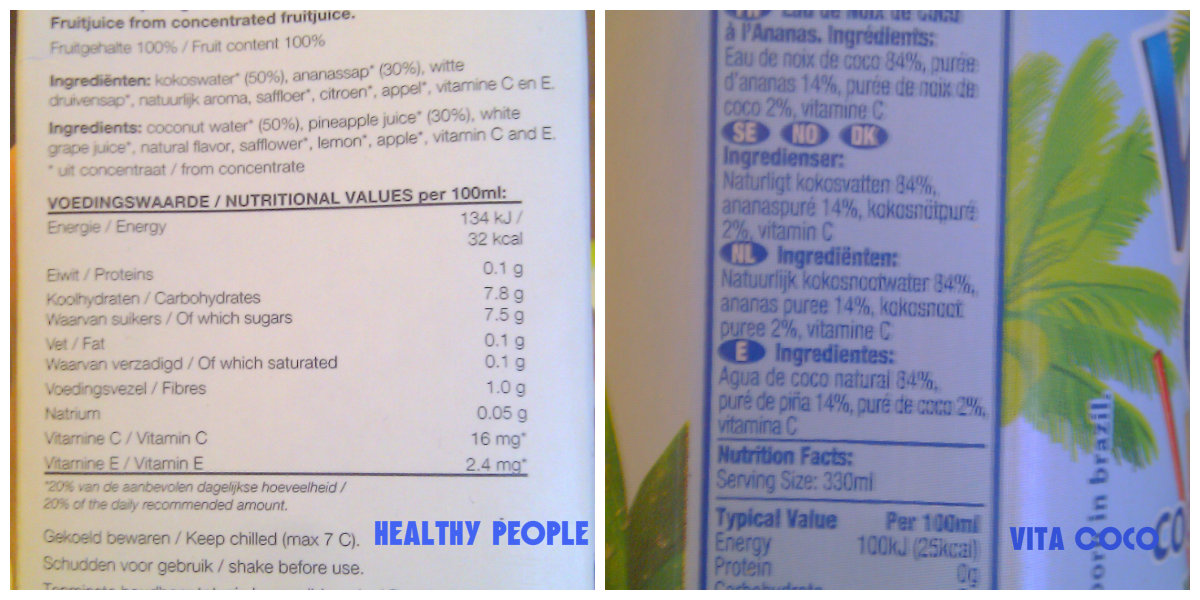 Fruitjuice from concentrated fruitjuice.
Fruitgehalte 100% / Fruit content 100%
Ingrediënten: kokoswater* (50%), ananassap* (30%), witte
druivensap*, natuurlijk aroma, saffloer*, citroen*, appel*, vitamine C en E.
Ingredients: coconut water* (50%), pineapple juice* (30%), white
grape juice*, natural flavor, safflower*, lemon*, apple*, vitamin C and E.
* uit concentraat / from concentrate
VOEDINGSWAARDE / NUTRITIONAL VALUES per 100ml:
Energie / Energy 134 kJ /
32 kcal
Eiwit / Proteins 0.1 g
Koolhydraten / Carbohydrates 7.8 g
Waarvan suikers / Of which sugars 7.5 g
Vet / Fat 0.1 g
Waarvan verzadigd / Of which saturated 0.1 g
Voedingsvezel / Fibres 1.0 g
Natrium 0.05 g
Vitamine C / Vitamin C 16 mg*
Vitamine E / Vitamin E 2.4 mg*
*20% van de aanbevolen dagelijkse hoeveelheid /
20% of the daily recommended amount.
Gekoeld bewaren / Keep chilled (max 7 C).
Schudden voor gebruik / shake before use.
HEALTHY PEOPLE
Eau de Noix de coco
à l'Ananas. Ingrédients:
Eau de noix de coco 84%, purée
d'ananas 14%, purée de noix de
coco 2%, vitamine C
SE NO DK
Ingredienser:
Naturligt kokosvatten 84%,
ananaspuré 14%, kokosnötpuré
2%, vitamin C
NL Ingrediënten:
Natuurlijk kokosnootwater 84%,
ananas puree 14%, kokosnoot
puree 2%, vitamine C
E Ingredientes:
Agua de coco natural 84%,
puré de piña 14%, puré de coco 2%,
vitamina C
Nutrition Facts:
Serving Size: 330ml
Typical Value Per 100ml
Energy 100kJ (25kcal)
Protein 0g
Carbohydrate
born in brazil.
CO
VITA COCO